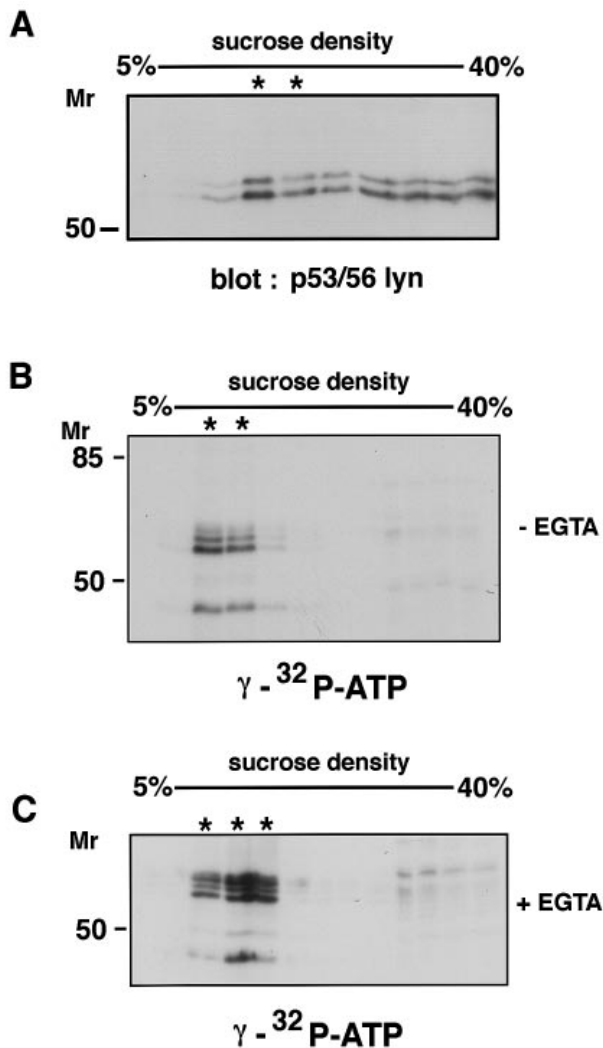 A
sucrose density
5% 40%
* *
Mr
50
blot : p53/56 lyn
B
sucrose density
5% 40%
* *
Mr
85
50
- EGTA
γ - ³² P-ATP
C
sucrose density
5% 40%
* * *
Mr
50
+ EGTA
γ - ³² P-ATP